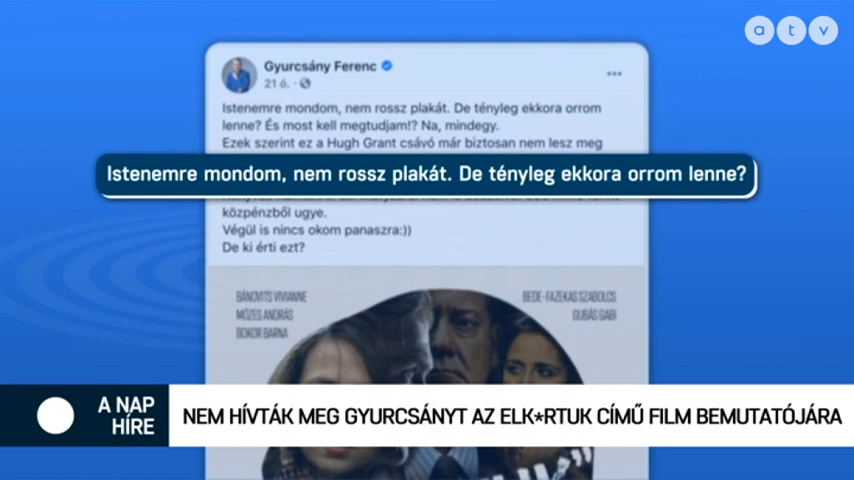 atv
Gyurcsány Ferenc
21 ó. ·
Istenemre mondom, nem rossz plakát. De tényleg ekkora orrom
lenne? És most kell megtudjam!? Na, mindegy.
Ezek szerint ez a Hugh Grant csávó már biztosan nem lesz meg
Istenemre mondom, nem rossz plakát. De tényleg ekkora orrom lenne?
közpénzből ugye.
Végül is nincs okom panaszra:))
De ki érti ezt?
BÁNOVITS VIVIANNE
MÓZES ANDRÁS
BOKOR BARNA
BEDE-FAZEKAS SZABOLCS
GUBÁS GABI
A NAP
HÍRE
NEM HÍVTÁK MEG GYURCSÁNYT AZ ELK*RTUK CÍMŰ FILM BEMUTATÓJÁRA